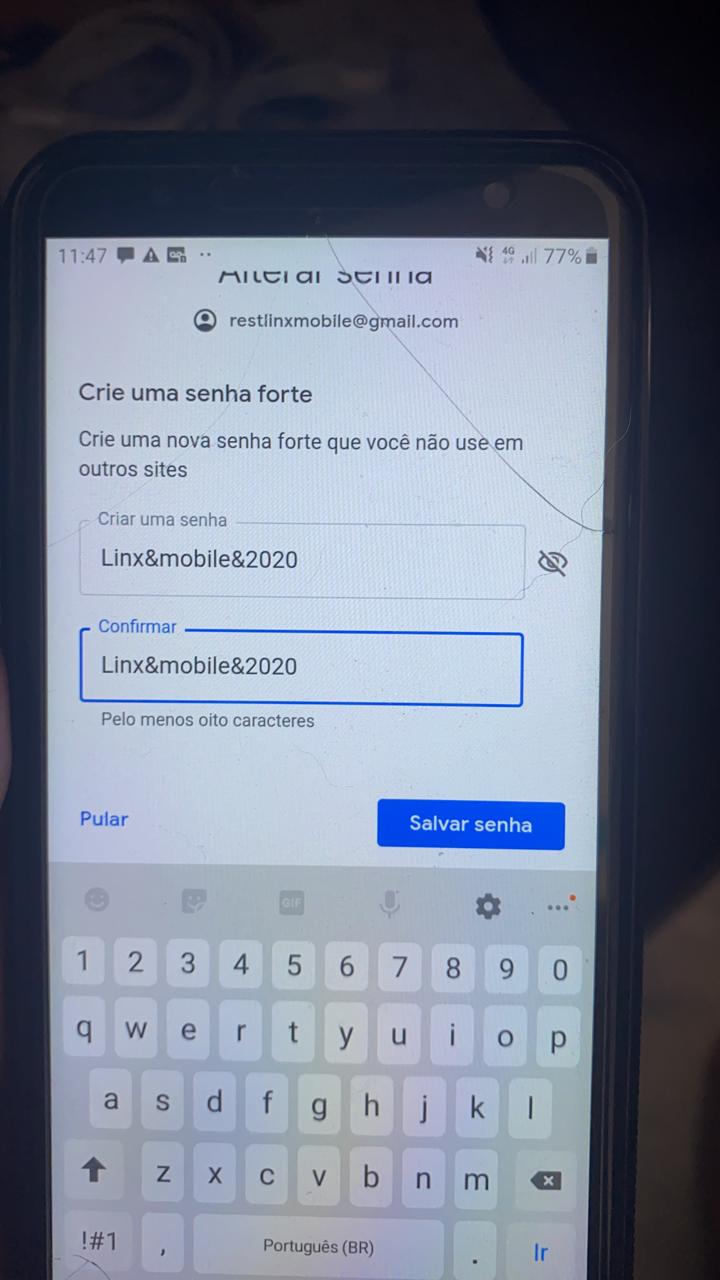 11:47 4G 77%
Alterar senha
restlinxmobile@gmail.com
Crie uma senha forte
Crie uma nova senha forte que você não use em
outros sites
Criar uma senha
Linx&mobile&2020
Confirmar
Linx&mobile&2020
Pelo menos oito caracteres
Pular Salvar senha
GIF
1 2 3 4 5 6 7 8 9 0
q w e r t y u i o p
a s d f g h j k l
z x c v b n m
!#1 , Português (BR) . Ir